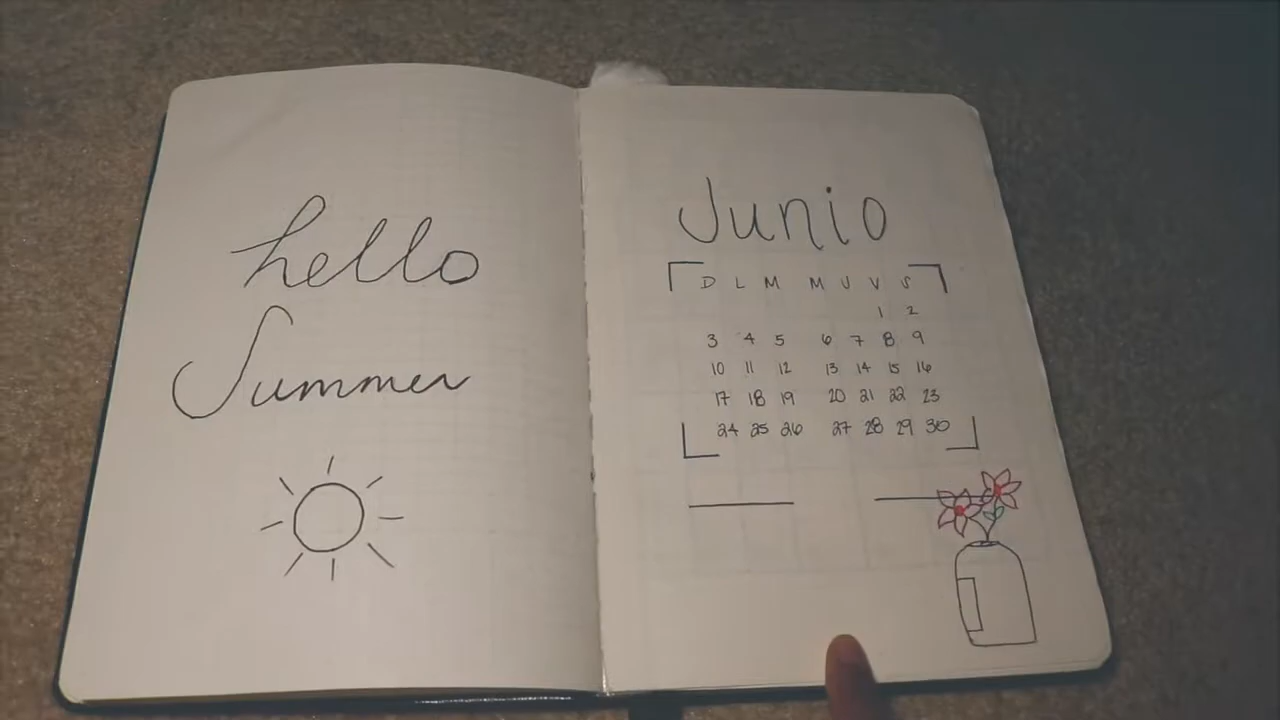 hello
Summer
Junio
D L M M J V S
1 2
3 4 5 6 7 8 9
10 11 12 13 14 15 16
17 18 19 20 21 22 23
24 25 26 27 28 29 30